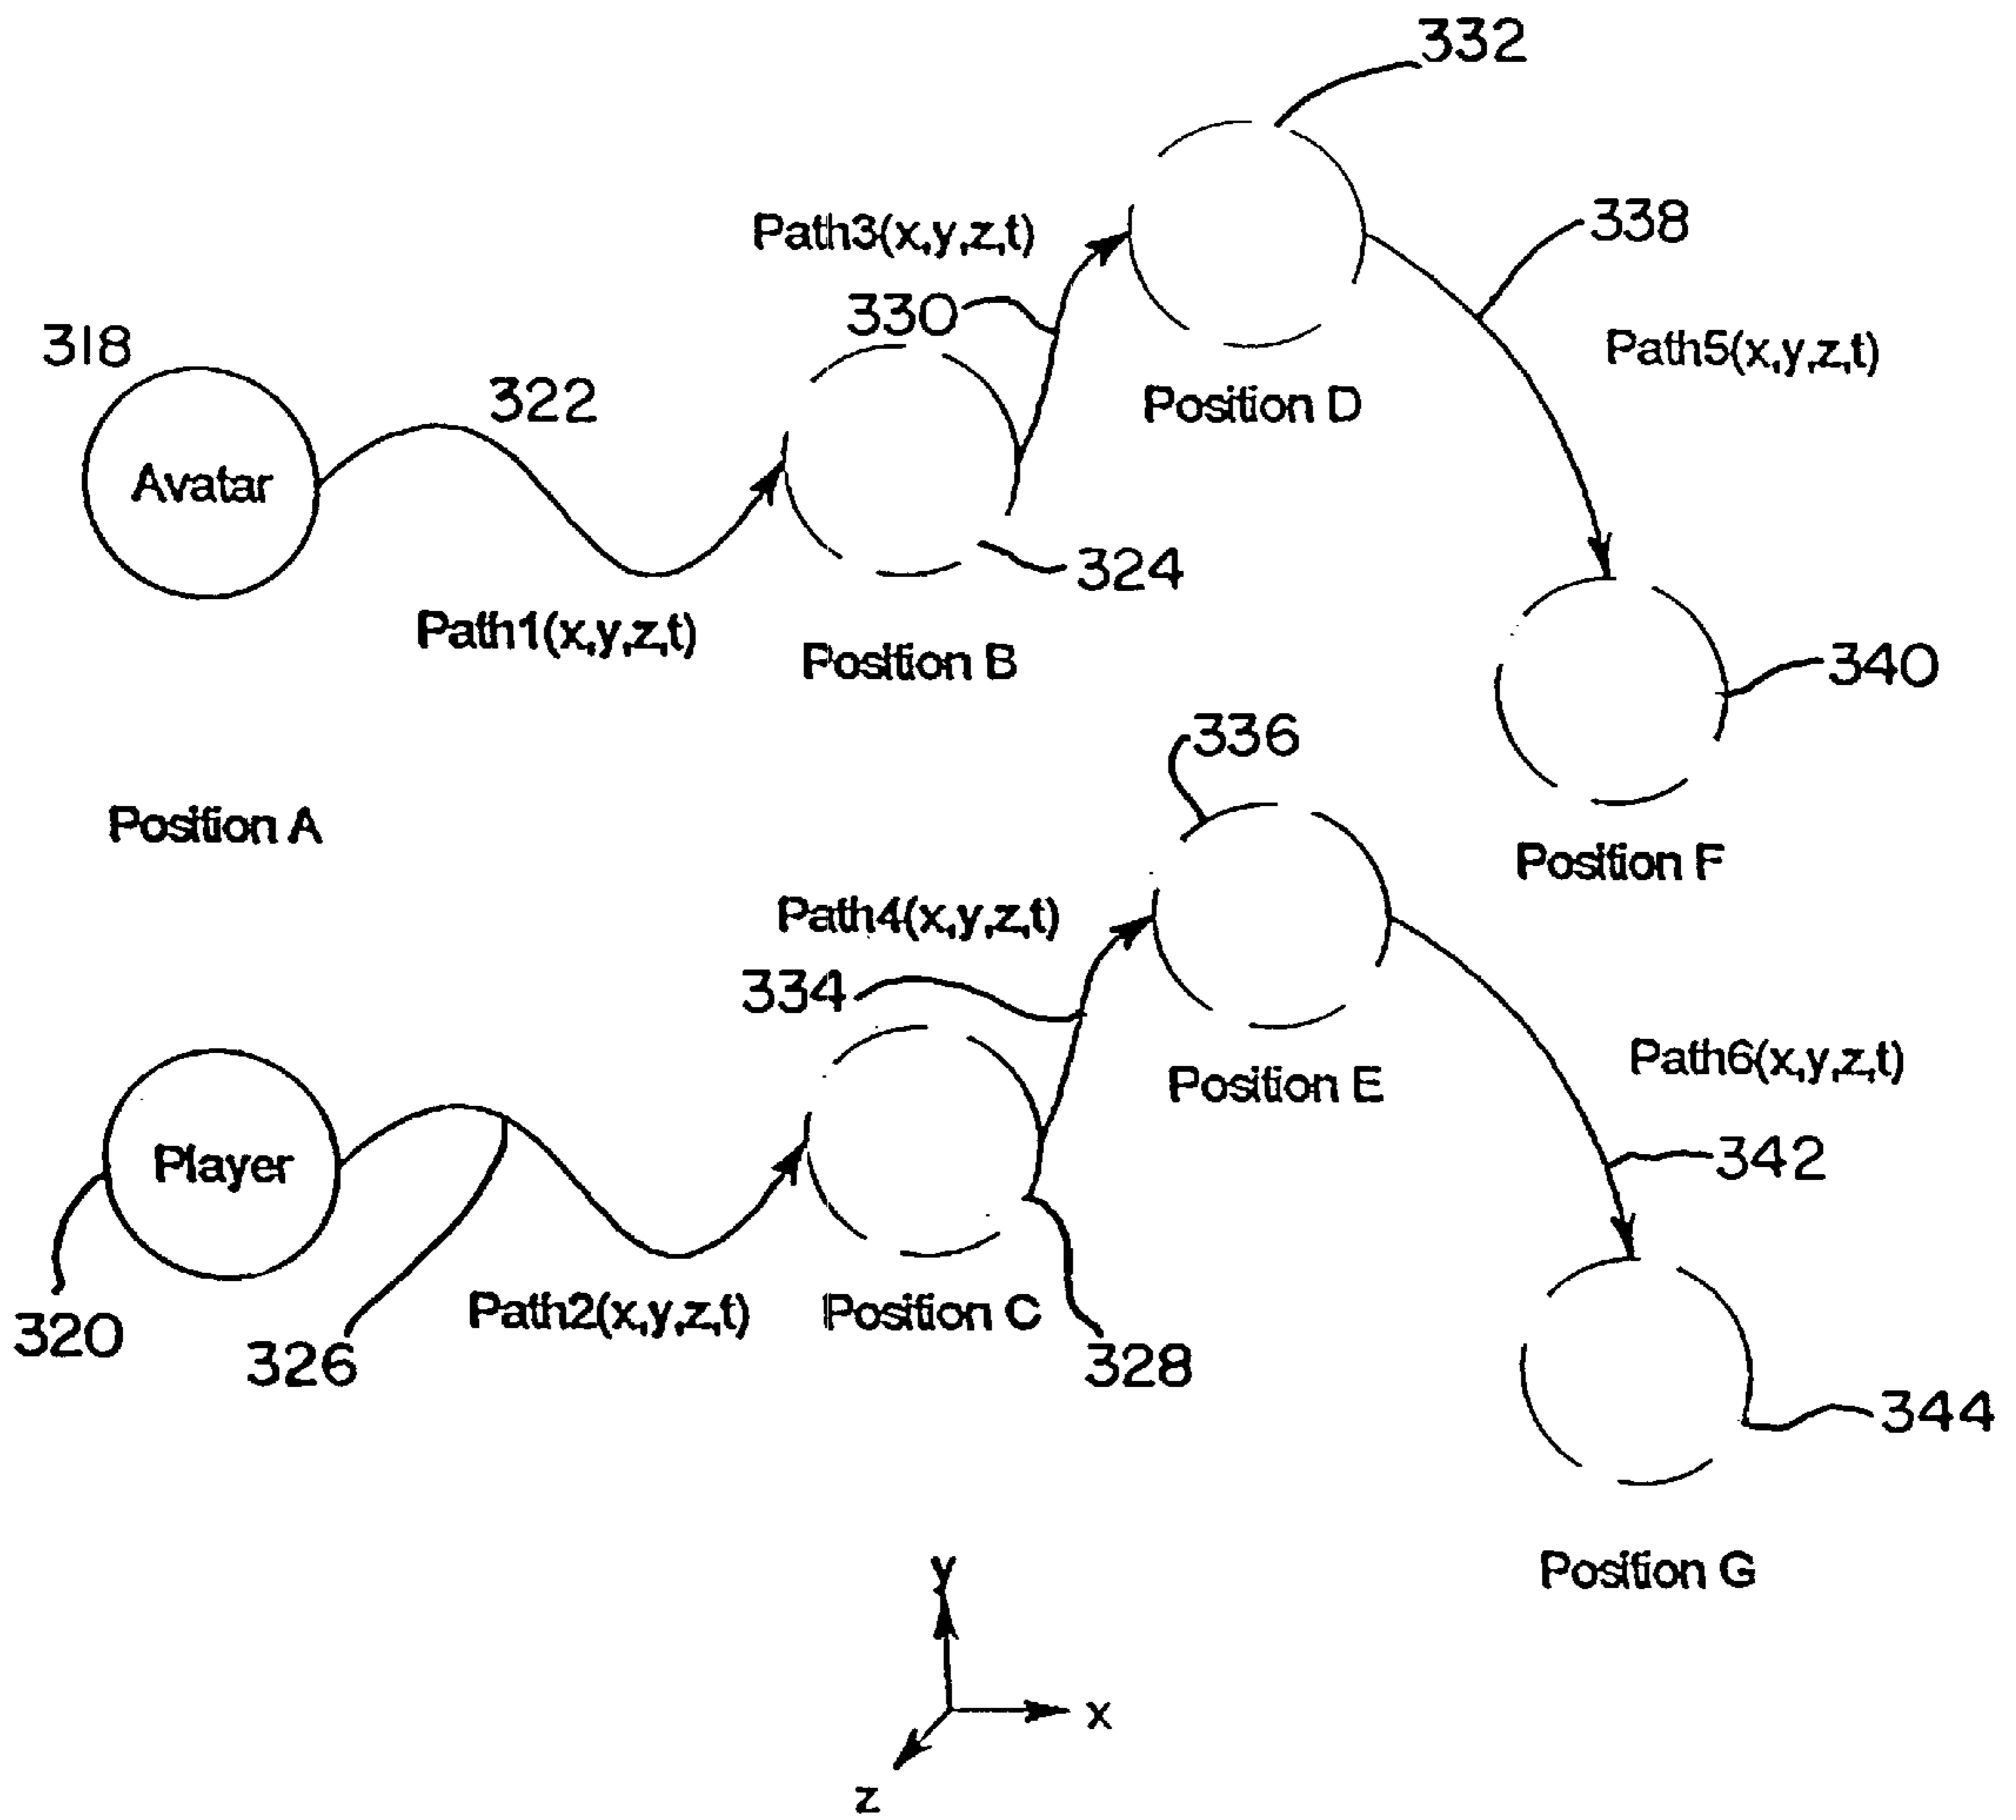 332
338
Path3(x,y,z,t)
330
318
Path5(x,y,z,t)
322
Position D
Avatar
324
Path1(x,y,z,t)
Position B
340
336
Position A
Position F
Path4(x,y,z,t)
334
Path6(x,y,z,t)
Position E
342
Player
Path2(x,y,z,t)
Position C
320
326
328
344
Position G
y
x
z